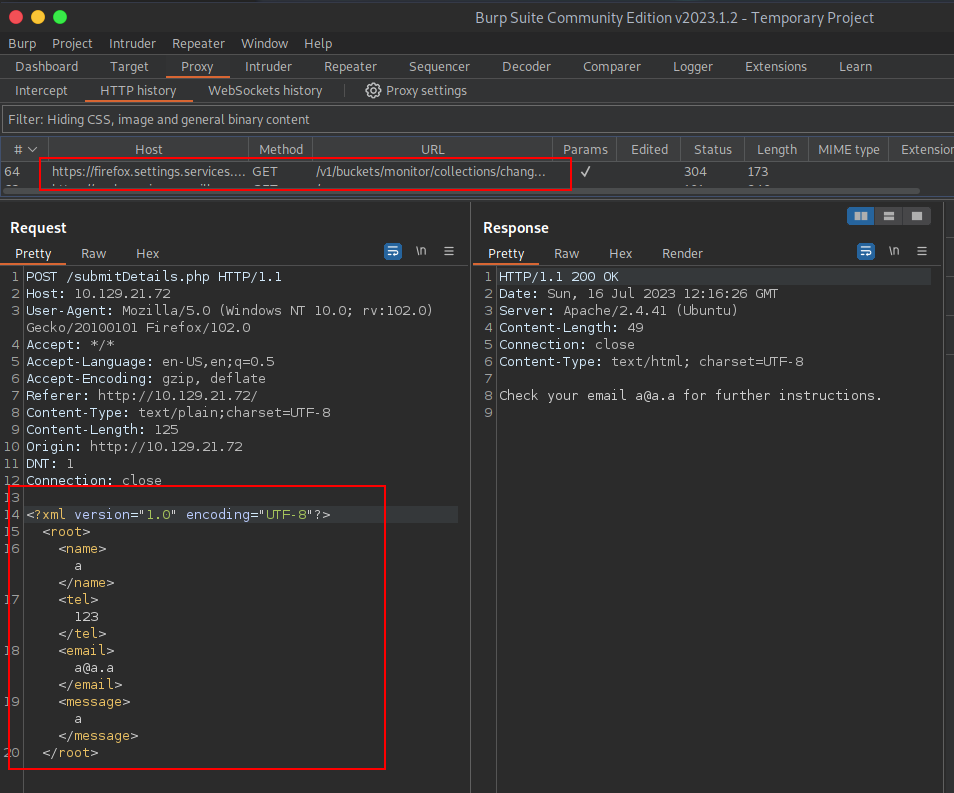 Burp Suite Community Edition v2023.1.2 - Temporary Project
Burp Project Intruder Repeater Window Help
Dashboard Target Proxy Intruder Repeater Sequencer Decoder Comparer Logger Extensions Learn
Intercept HTTP history WebSockets history Proxy settings
Filter: Hiding CSS, image and general binary content
# Host Method URL Params Edited Status Length MIME type Extension
64 https://firefox.settings.services.... GET /v1/buckets/monitor/collections/chang... ✓ 304 173
Request
Pretty Raw Hex \n
1 POST /submitDetails.php HTTP/1.1
2 Host: 10.129.21.72
3 User-Agent: Mozilla/5.0 (Windows NT 10.0; rv:102.0)
Gecko/20100101 Firefox/102.0
4 Accept: */*
5 Accept-Language: en-US,en;q=0.5
6 Accept-Encoding: gzip, deflate
7 Referer: http://10.129.21.72/
8 Content-Type: text/plain;charset=UTF-8
9 Content-Length: 125
10 Origin: http://10.129.21.72
11 DNT: 1
12 Connection: close
13
14 <?xml version="1.0" encoding="UTF-8"?>
15 <root>
16 <name>
a
</name>
17 <tel>
123
</tel>
18 <email>
a@a.a
</email>
19 <message>
a
</message>
20 </root>
Response
Pretty Raw Hex Render \n
1 HTTP/1.1 200 OK
2 Date: Sun, 16 Jul 2023 12:16:26 GMT
3 Server: Apache/2.4.41 (Ubuntu)
4 Content-Length: 49
5 Connection: close
6 Content-Type: text/html; charset=UTF-8
7
8 Check your email a@a.a for further instructions.
9